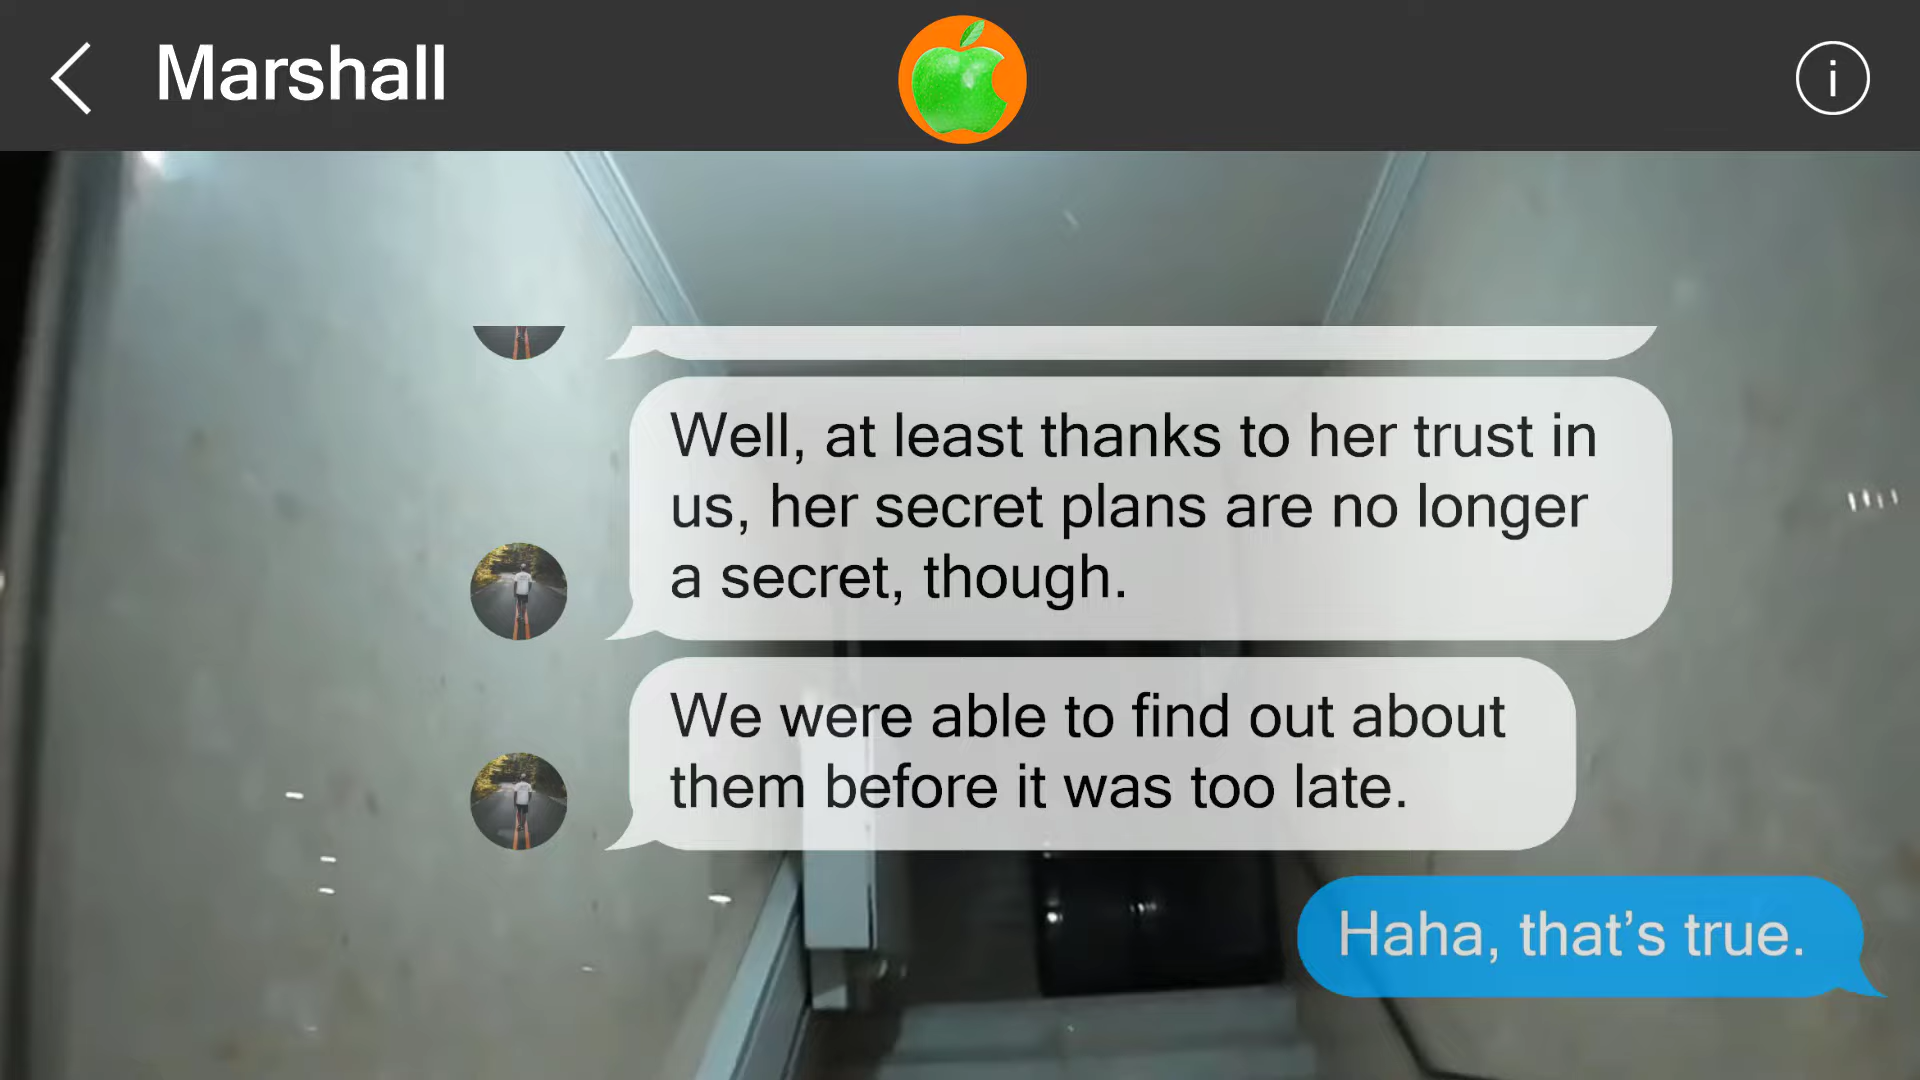 Marshall
i
Well, at least thanks to her trust in
us, her secret plans are no longer
a secret, though.
We were able to find out about
them before it was too late.
Haha, that’s true.